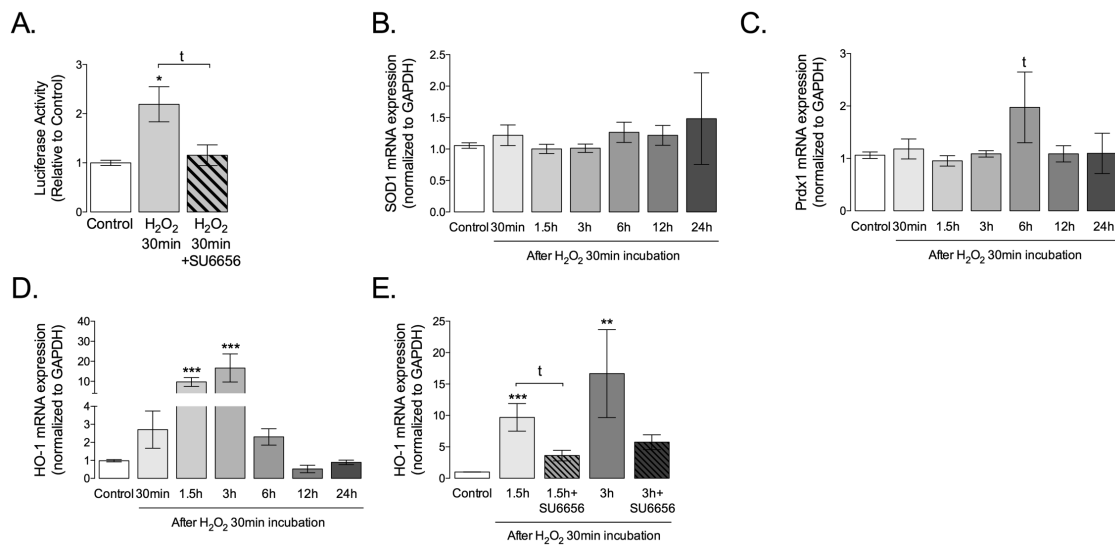 A.
Luciferase Activity
(Relative to Control)
3
2
1
0
*
t
Control
H₂O₂
30min
H₂O₂
30min
+SU6656
B.
SOD1 mRNA expression
(normalized to GAPDH)
2.5
2.0
1.5
1.0
0.5
0.0
Control 30min 1.5h 3h 6h 12h 24h
After H₂O₂ 30min incubation
C.
Prdx1 mRNA expression
(normalized to GAPDH)
3
2
1
0
t
Control 30min 1.5h 3h 6h 12h 24h
After H₂O₂ 30min incubation
D.
HO-1 mRNA expression
(normalized to GAPDH)
40
30
20
10
4
3
2
1
0
*** ***
Control 30min 1.5h 3h 6h 12h 24h
After H₂O₂ 30min incubation
E.
HO-1 mRNA expression
(normalized to GAPDH)
25
20
15
10
5
0
**
t
***
Control 1.5h 1.5h+ 3h 3h+
SU6656 SU6656
After H₂O₂ 30min incubation